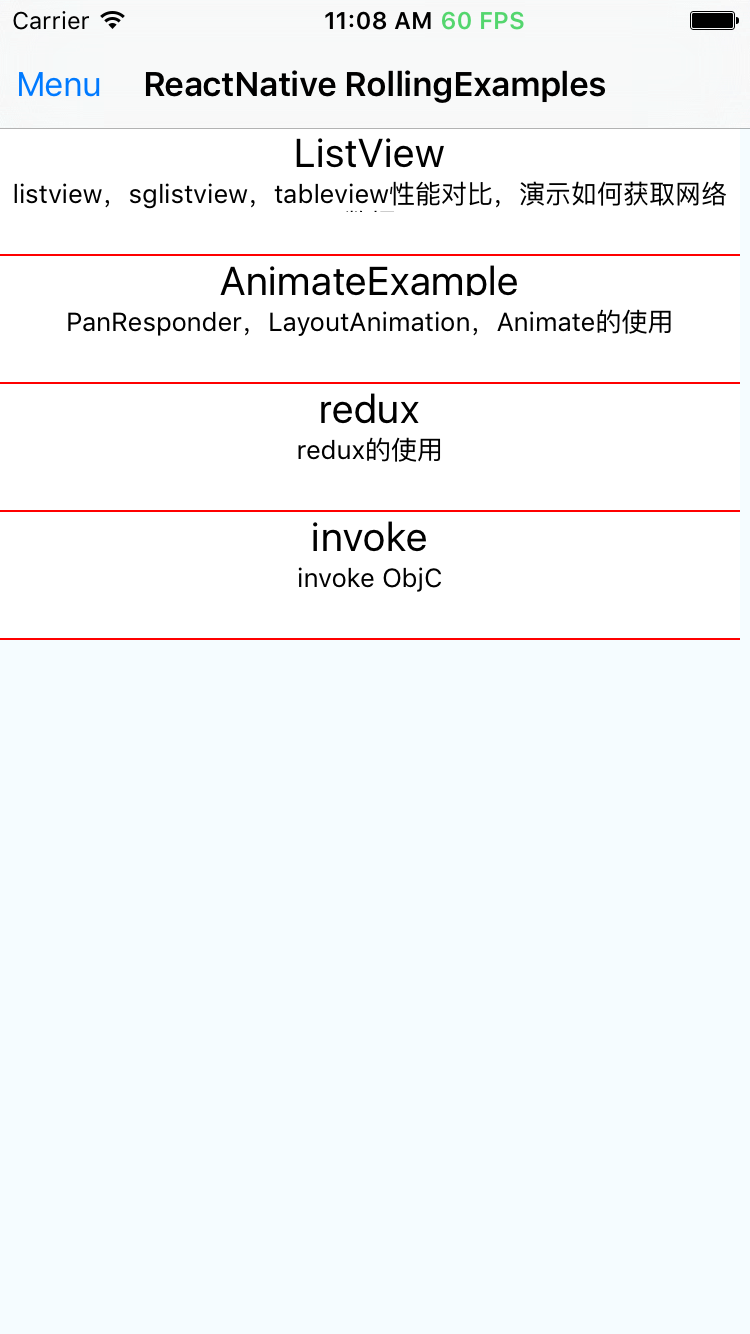 Carrier 11:08 AM 60 FPS
Menu ReactNative RollingExamples
ListView
listview，sglistview，tableview性能对比，演示如何获取网络
AnimateExample
PanResponder，LayoutAnimation，Animate的使用
redux
redux的使用
invoke
invoke ObjC